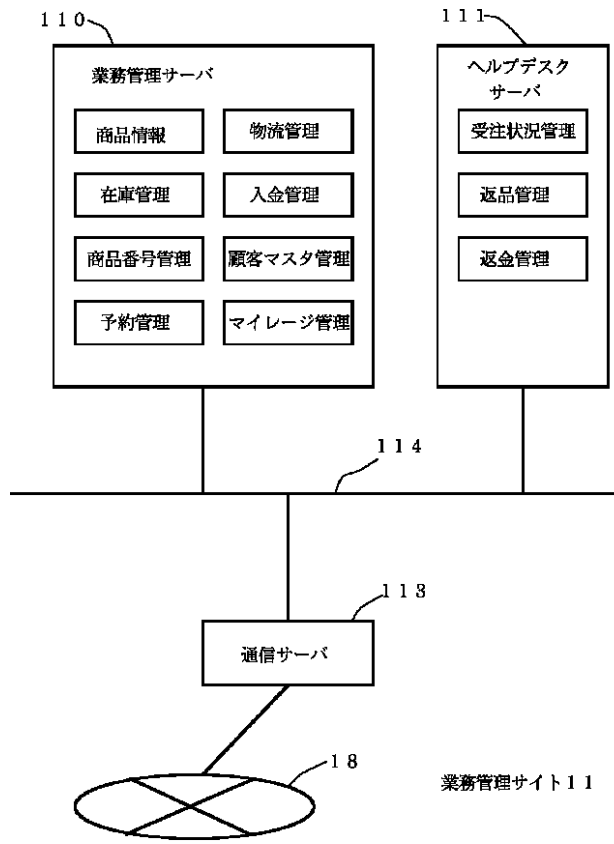 110
業務管理サーバ
商品情報
物流管理
在庫管理
入金管理
商品番号管理
顧客マスタ管理
予約管理
マイレージ管理
111
ヘルプデスク
サーバ
受注状況管理
返品管理
返金管理
114
113
通信サーバ
18
業務管理サイト11